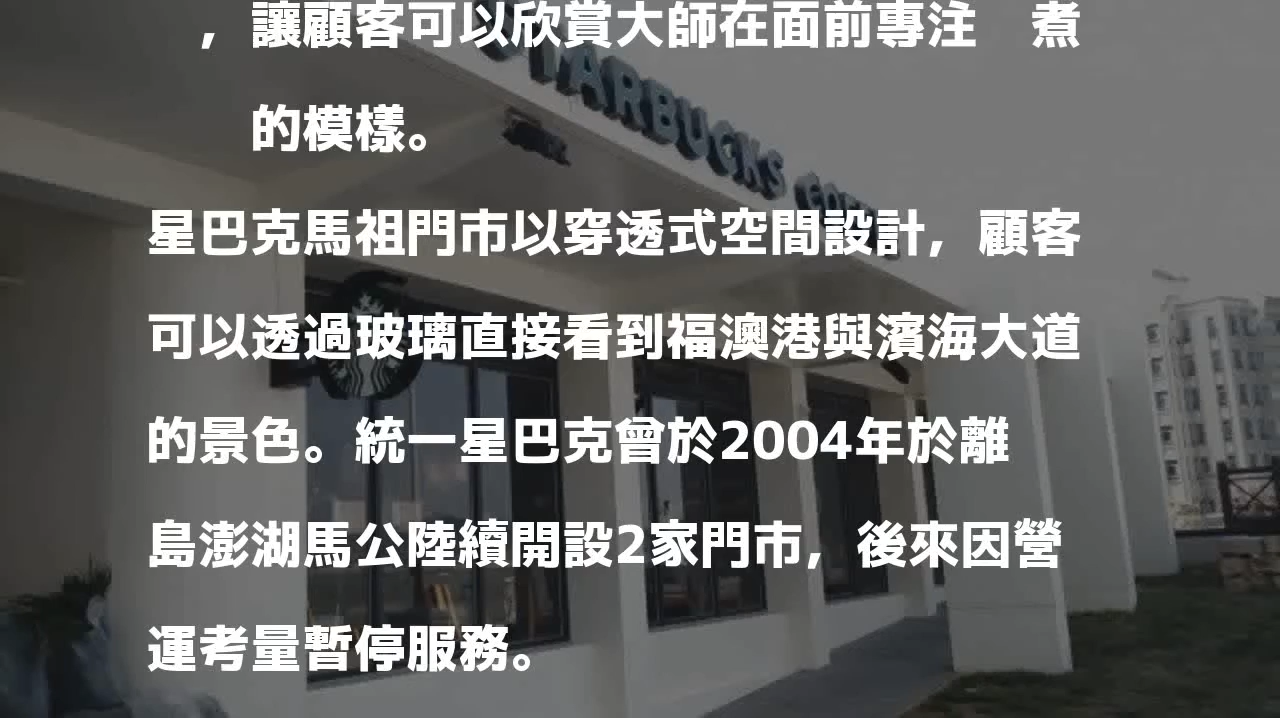 ，讓顧客可以欣賞大師在面前專注　煮
的模樣。
星巴克馬祖門市以穿透式空間設計，顧客
可以透過玻璃直接看到福澳港與濱海大道
的景色。統一星巴克曾於2004年於離
島澎湖馬公陸續開設2家門市，後來因營
運考量暫停服務。
STARBUCKS COFFEE